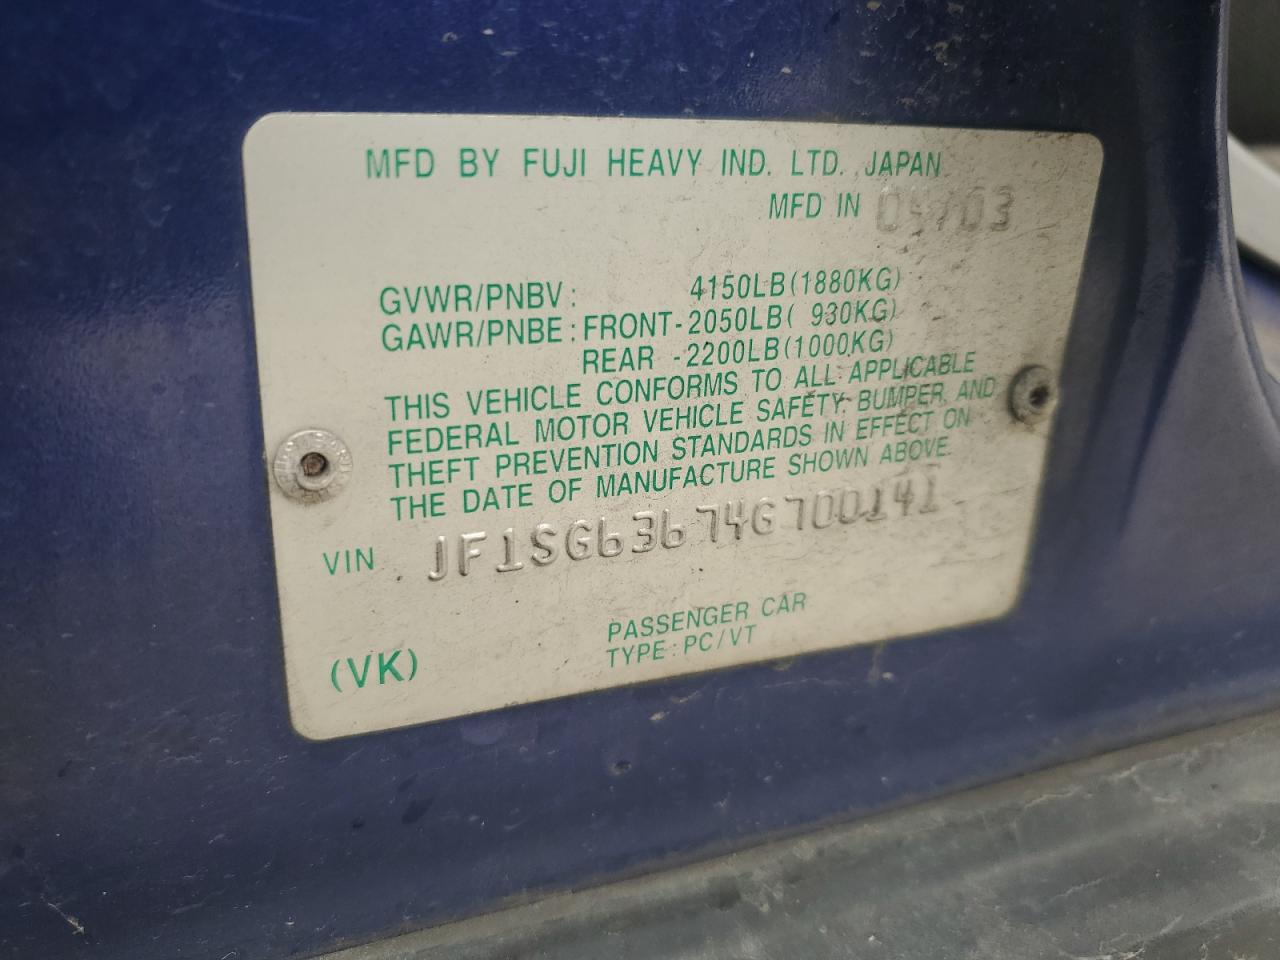 MFD BY FUJI HEAVY IND. LTD. JAPAN
MFD IN
GVWR/PNBV: 4150LB(1880KG)
GAWR/PNBE: FRONT-2050LB( 930KG)
REAR -2200LB(1000KG)
THIS VEHICLE CONFORMS TO ALL APPLICABLE
FEDERAL MOTOR VEHICLE SAFETY, BUMPER, AND
THEFT PREVENTION STANDARDS IN EFFECT ON
THE DATE OF MANUFACTURE SHOWN ABOVE.
VIN JF1SG63674G700141
PASSENGER CAR
(VK) TYPE: PC/VT